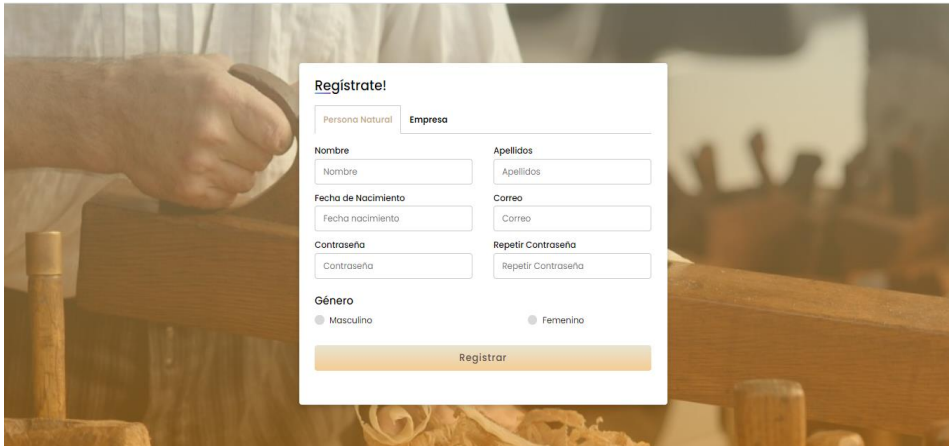 Regístrate!
Persona Natural Empresa
Nombre Apellidos
Nombre Apellidos
Fecha de Nacimiento Correo
Fecha nacimiento Correo
Contraseña Repetir Contraseña
Contraseña Repetir Contraseña
Género
Masculino Femenino
Registrar